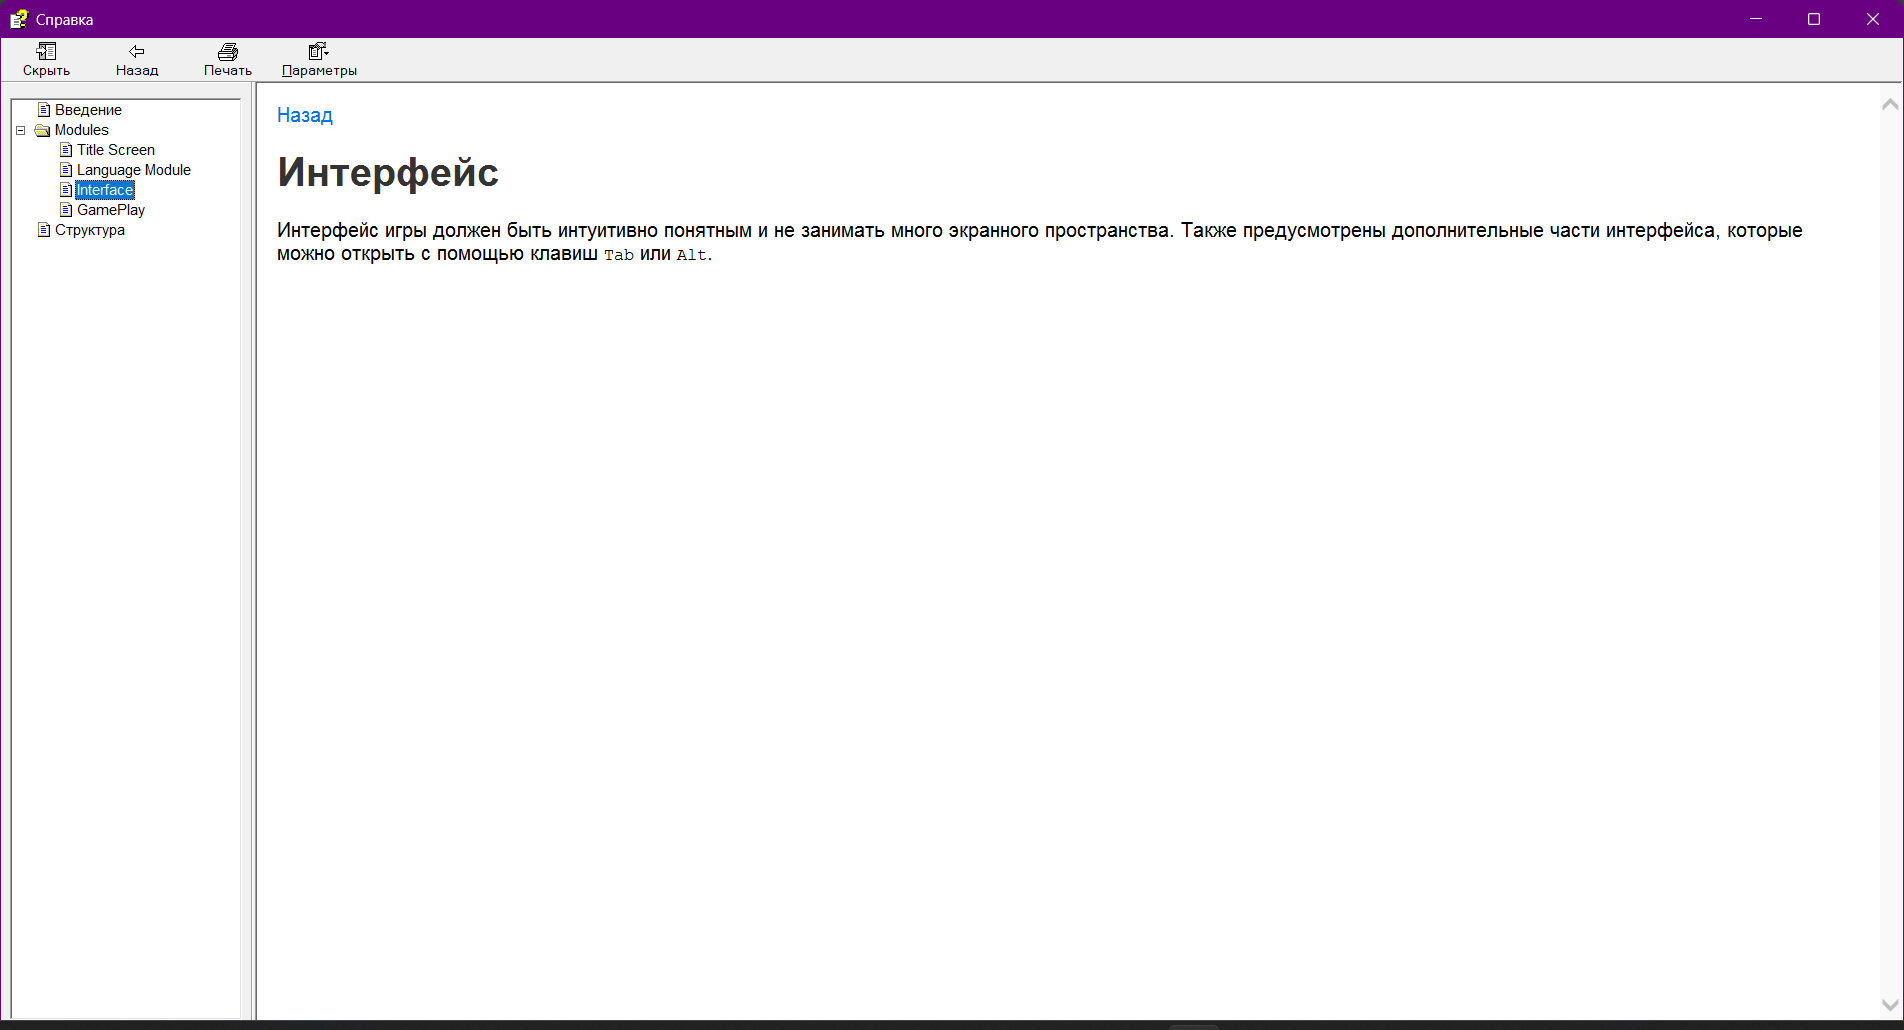 Справка
Скрыть
Назад
Печать
Параметры
Введение
Modules
Title Screen
Language Module
Interface
GamePlay
Структура
Назад
Интерфейс
Интерфейс игры должен быть интуитивно понятным и не занимать много экранного пространства. Также предусмотрены дополнительные части интерфейса, которые
можно открыть с помощью клавиш Tab или Alt.